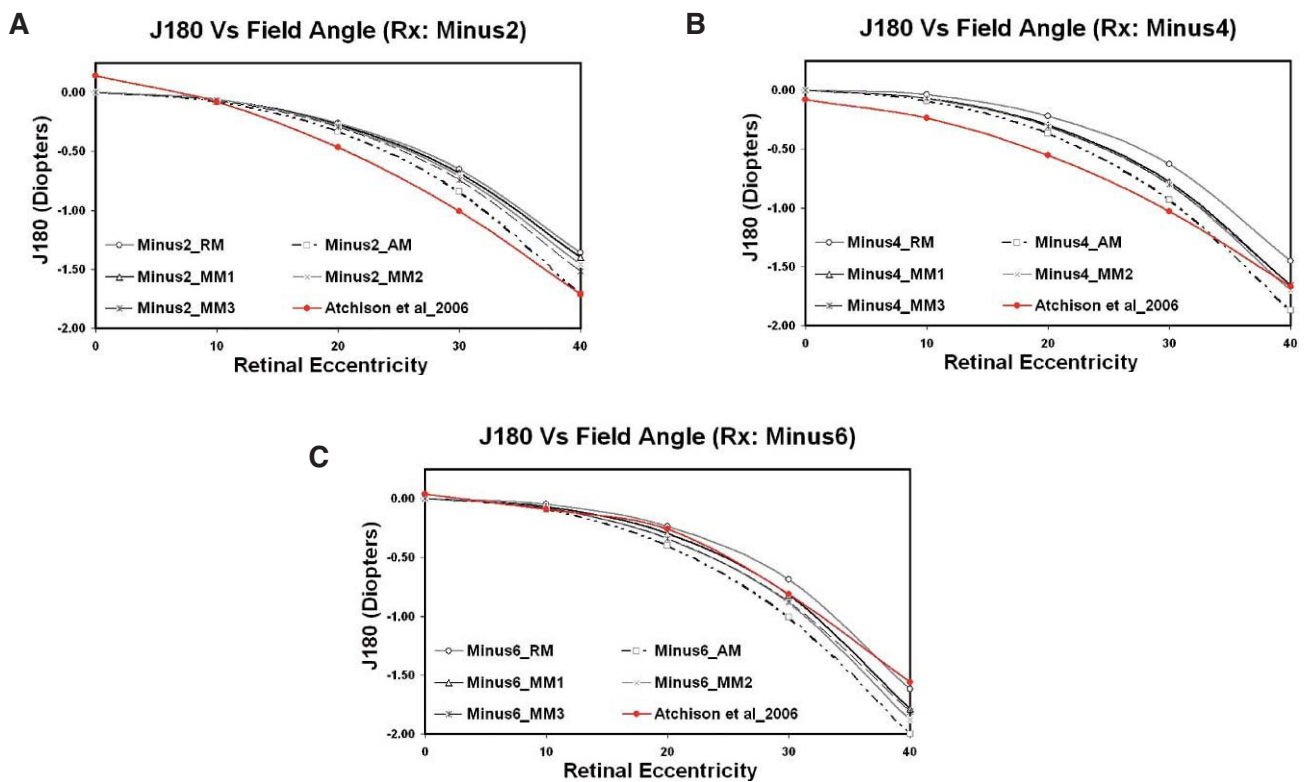 A
J180 Vs Field Angle (Rx: Minus2)
J180 (Diopters)
0.00
-0.50
-1.00
-1.50
-2.00
Minus2_RM
Minus2_AM
Minus2_MM1
Minus2_MM2
Minus2_MM3
Atchison et al_2006
0 10 20 30 40
Retinal Eccentricity
B
J180 Vs Field Angle (Rx: Minus4)
J180 (Diopters)
0.00
-0.50
-1.00
-1.50
-2.00
Minus4_RM
Minus4_AM
Minus4_MM1
Minus4_MM2
Minus4_MM3
Atchison et al_2006
0 10 20 30 40
Retinal Eccentricity
C
J180 Vs Field Angle (Rx: Minus6)
J180 (Diopters)
0.00
-0.50
-1.00
-1.50
-2.00
Minus6_RM
Minus6_AM
Minus6_MM1
Minus6_MM2
Minus6_MM3
Atchison et al_2006
0 10 20 30 40
Retinal Eccentricity